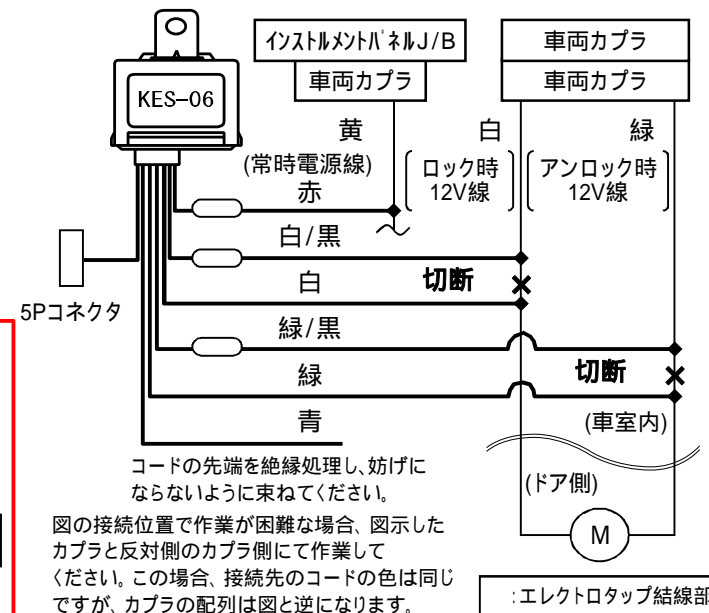 インストルメントパネルJ/B
車両カプラ
車両カプラ
車両カプラ
KES-06
黄
白
緑
(常時電源線)
ロック時
12V線
アンロック時
12V線
赤
白/黒
白
切断
5Pコネクタ
緑/黒
緑
切断
青
(車室内)
コードの先端を絶縁処理し、妨げに
ならないように束ねてください。
(ドア側)
M
図の接続位置で作業が困難な場合、図示した
カプラと反対側のカプラ側にて作業して
ください。この場合、接続先のコードの色は同じ
ですが、カプラの配列は図と逆になります。
:エレクトロタップ結線部